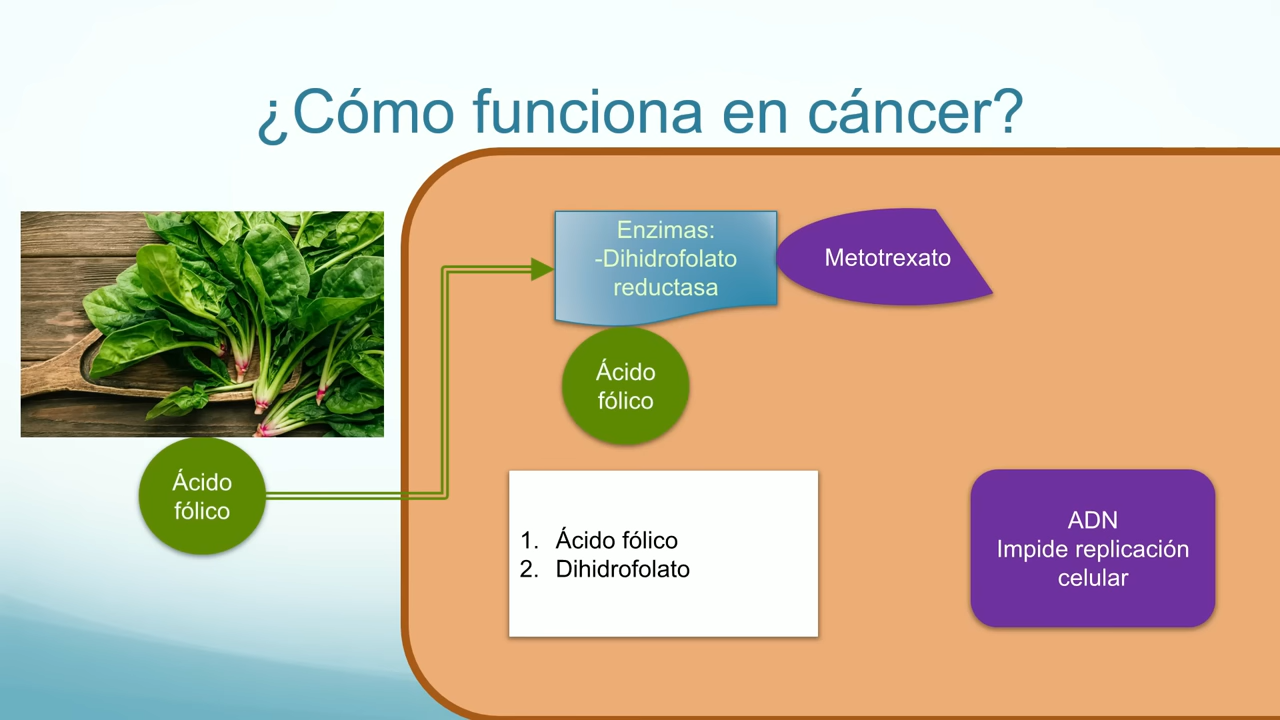 ¿Cómo funciona en cáncer?
Enzimas:
-Dihidrofolato
reductasa
Metotrexato
Ácido
fólico
Ácido
fólico
1. Ácido fólico
2. Dihidrofolato
ADN
Impide replicación
celular